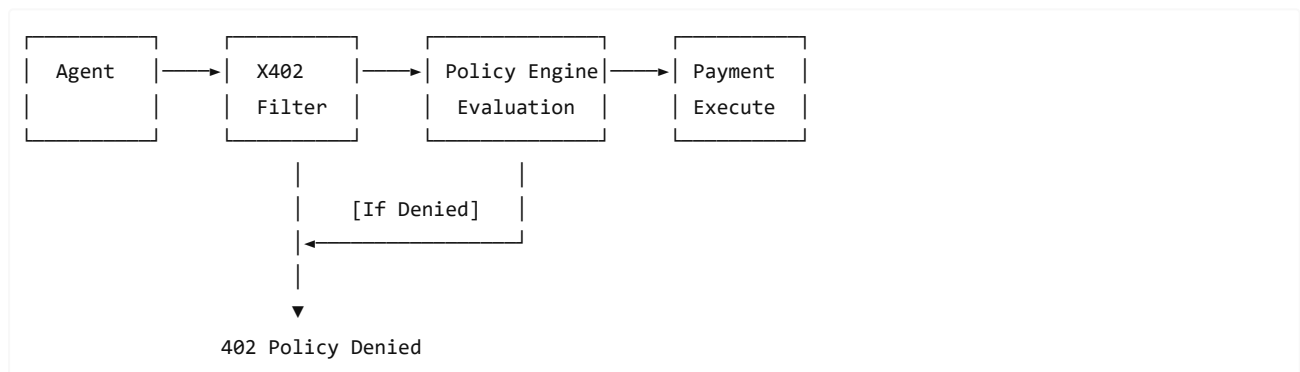 Agent X402 Policy Engine Payment
Filter Evaluation Execute
[If Denied]
402 Policy Denied